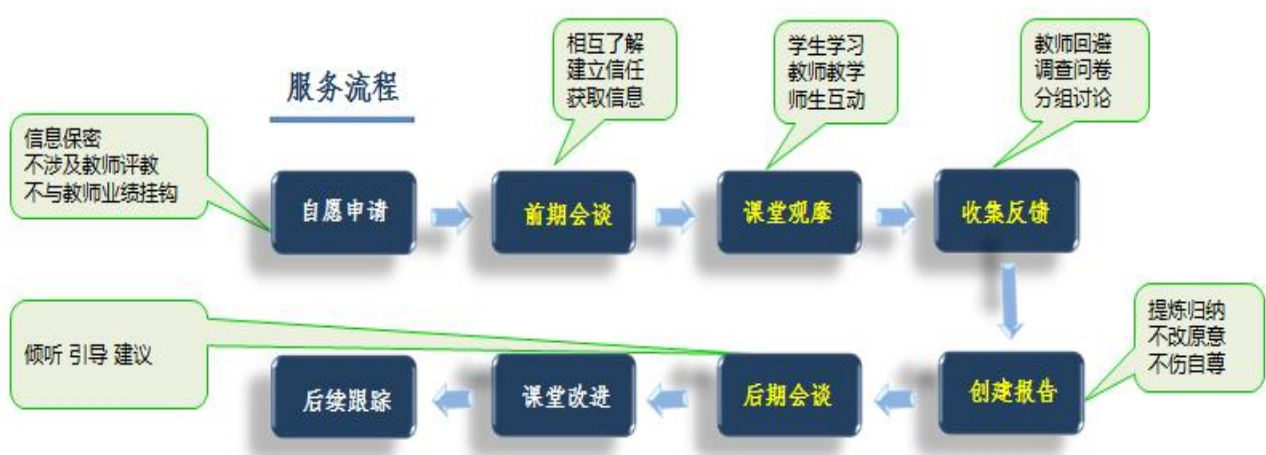 服务流程
相互了解
建立信任
获取信息
学生学习
教师教学
师生互动
教师回避
调查问卷
分组讨论
信息保密
不涉及教师评教
不与教师业绩挂钩
自愿申请
前期会谈
课堂观摩
收集反馈
提炼归纳
不改原意
不伤自尊
倾听 引导 建议
后续跟踪
课堂改进
后期会谈
创建报告